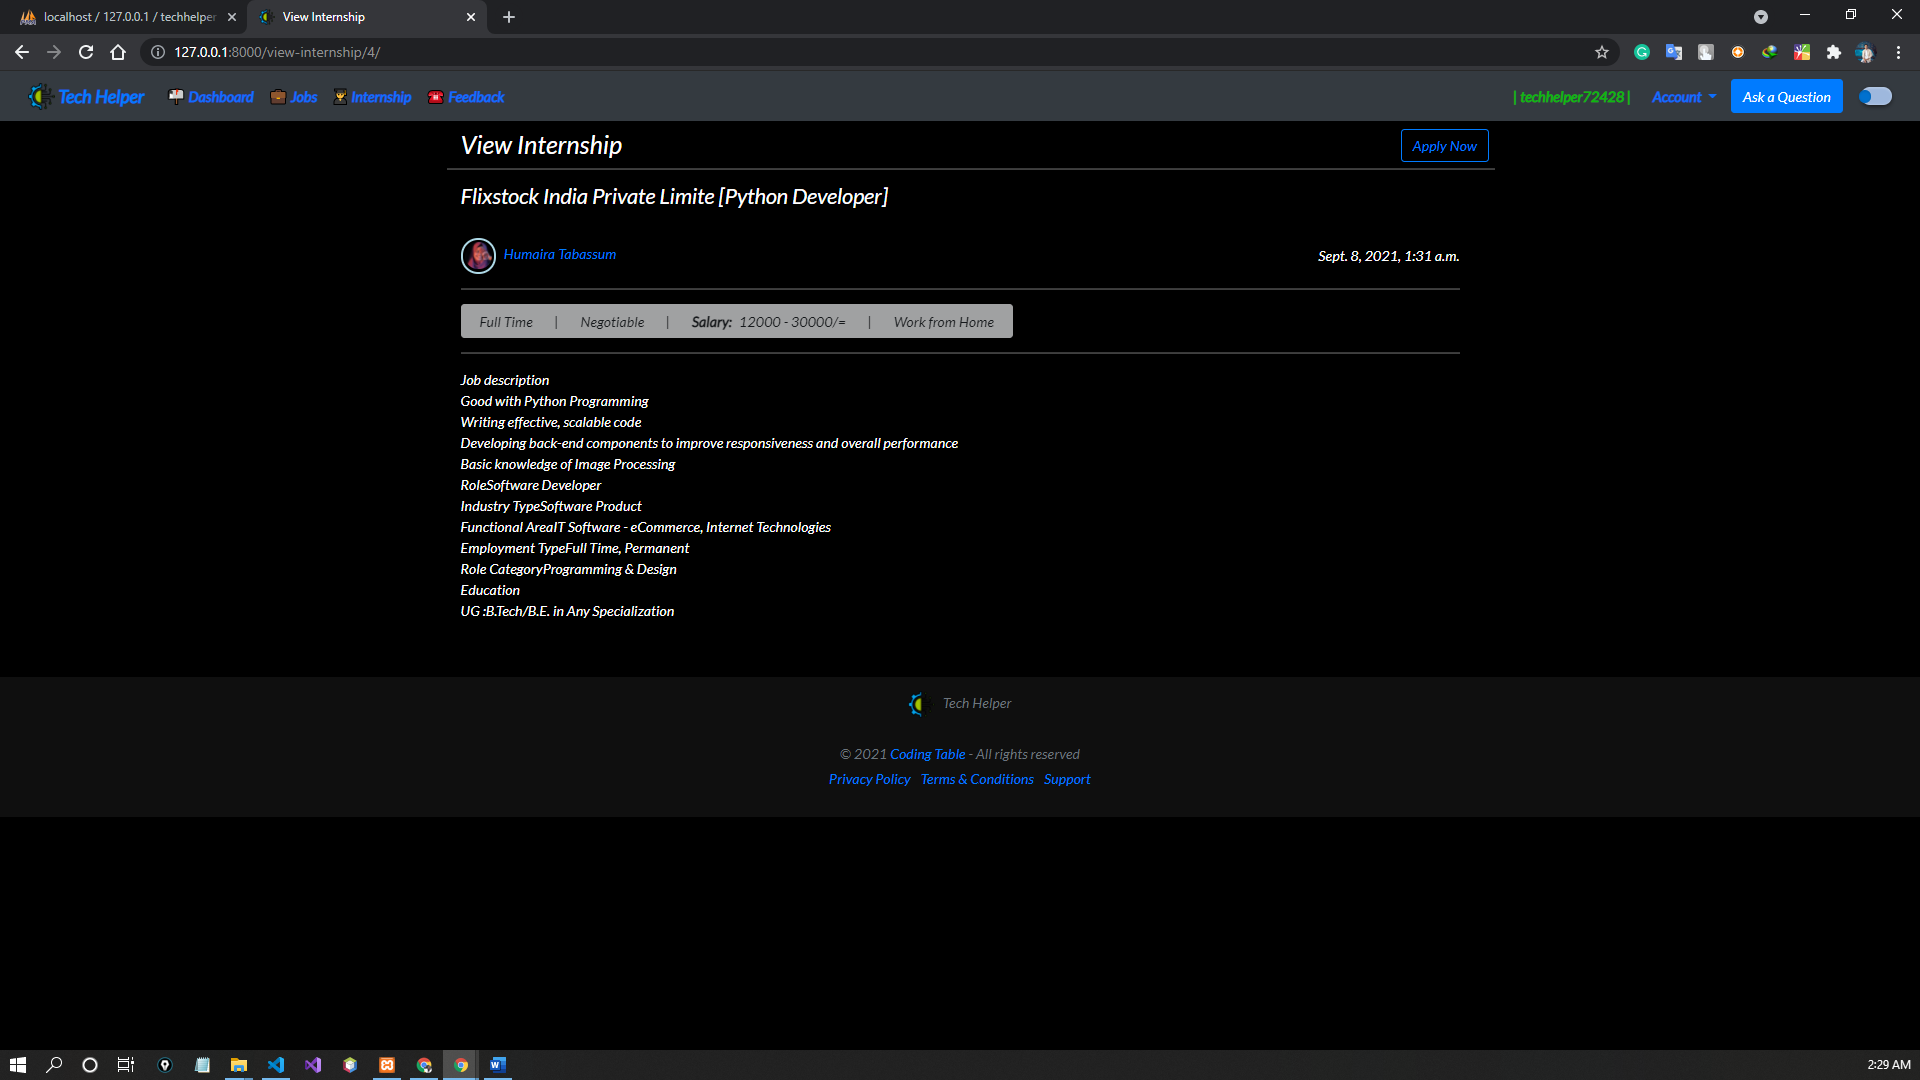 localhost / 127.0.0.1 / techhelper
View Internship
127.0.0.1:8000/view-internship/4/
Tech Helper Dashboard Jobs Internship Feedback | techhelper72428 | Account Ask a Question
View Internship Apply Now
Flixstock India Private Limite [Python Developer]
Humaira Tabassum Sept. 8, 2021, 1:31 a.m.
Full Time | Negotiable | Salary: 12000 - 30000/= | Work from Home
Job description
Good with Python Programming
Writing effective, scalable code
Developing back-end components to improve responsiveness and overall performance
Basic knowledge of Image Processing
RoleSoftware Developer
Industry TypeSoftware Product
Functional AreaIT Software - eCommerce, Internet Technologies
Employment TypeFull Time, Permanent
Role CategoryProgramming & Design
Education
UG :B.Tech/B.E. in Any Specialization
Tech Helper
© 2021 Coding Table - All rights reserved
Privacy Policy Terms & Conditions Support
2:29 AM